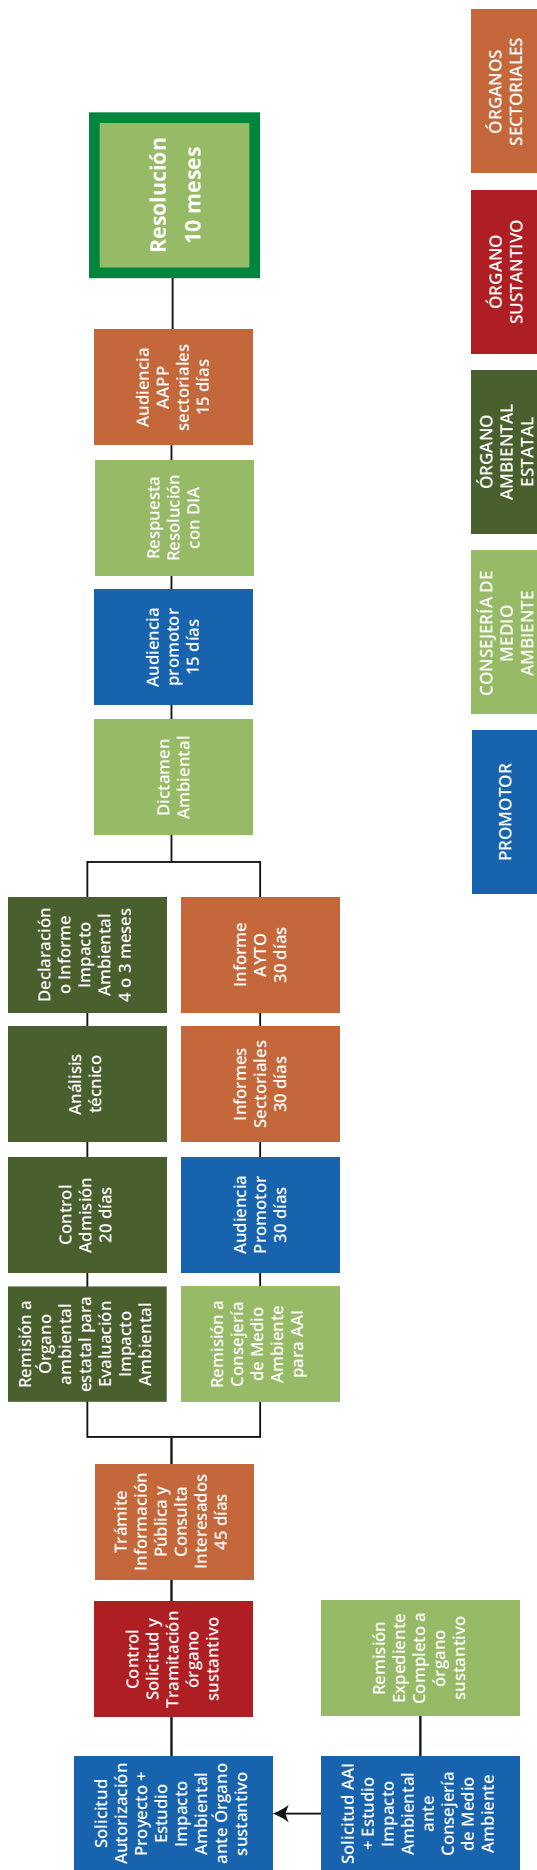 Solicitud
Autorización
Proyecto +
Estudio
Impacto
Ambiental
ante Órgano
sustantivo
Solicitud AAI
+ Estudio
Impacto
Ambiental
ante
Consejería
de Medio
Ambiente
Remisión
Expediente
Completo a
órgano
sustantivo
Control
Solicitud y
Tramitación
órgano
sustantivo
Trámite
Información
Pública y
Consulta
Interesados
45 días
Remisión a
Órgano
ambiental
estatal para
Evaluación
Impacto
Ambiental
Control
Admisión
20 días
Análisis
técnico
Declaración
o Informe
Impacto
Ambiental
4 o 3 meses
Remisión a
Consejería
de Medio
Ambiente
para AAI
Audiencia
Promotor
30 días
Informes
Sectoriales
30 días
Informe
AYTO
30 días
Dictamen
Ambiental
Audiencia
promotor
15 días
Respuesta
Resolución
con DIA
Audiencia
AAPP
sectoriales
15 días
Resolución
10 meses
PROMOTOR
CONSEJERÍA DE
MEDIO
AMBIENTE
ÓRGANO
AMBIENTAL
ESTATAL
ÓRGANO
SUSTANTIVO
ÓRGANOS
SECTORIALES